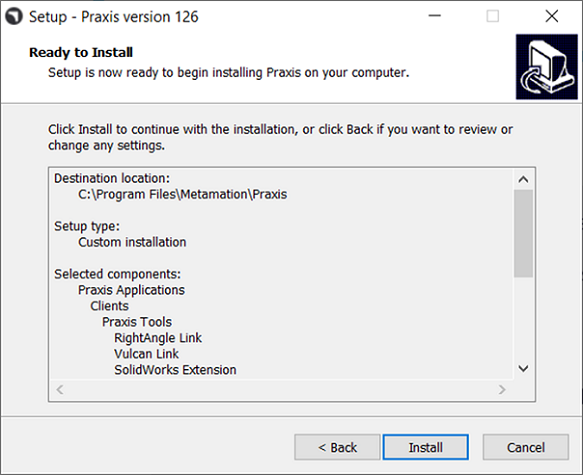 Setup - Praxis version 126
Ready to Install
Setup is now ready to begin installing Praxis on your computer.
Click Install to continue with the installation, or click Back if you want to review or
change any settings.
Destination location:
C:\Program Files\Metamation\Praxis
Setup type:
Custom installation
Selected components:
Praxis Applications
Clients
Praxis Tools
RightAngle Link
Vulcan Link
SolidWorks Extension
< Back
Install
Cancel